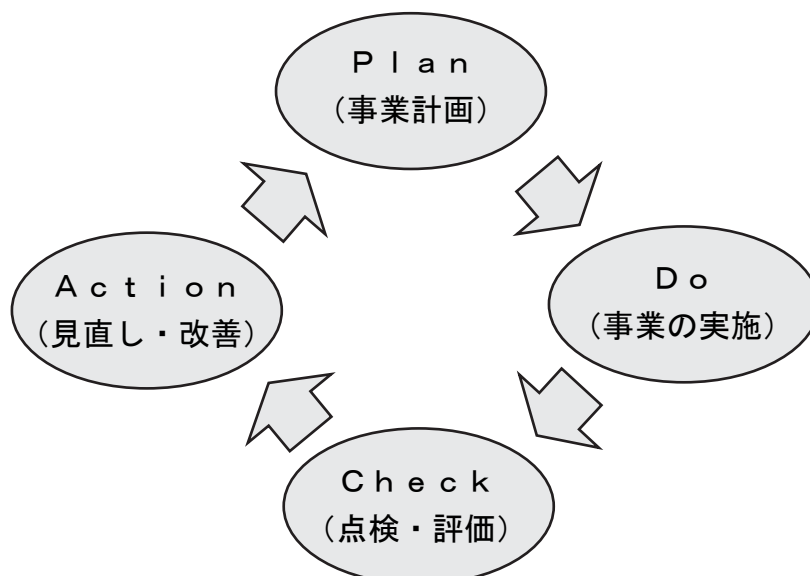 Ｐｌａｎ
（事業計画）
Ｄｏ
（事業の実施）
Ｃｈｅｃｋ
（点検・評価）
Ａｃｔｉｏｎ
（見直し・改善）